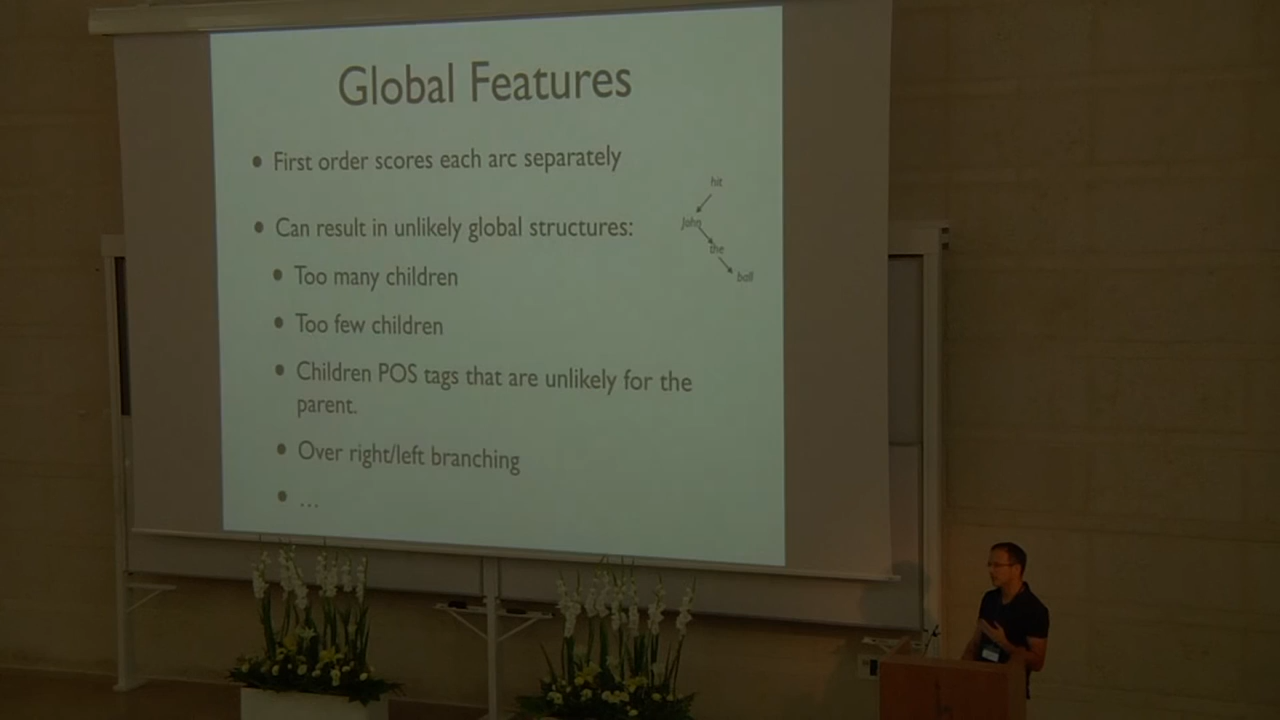 Global Features
• First order scores each arc separately
• Can result in unlikely global structures:
• Too many children
• Too few children
• Children POS tags that are unlikely for the
parent.
• Over right/left branching
• ...
hit
John
the
ball